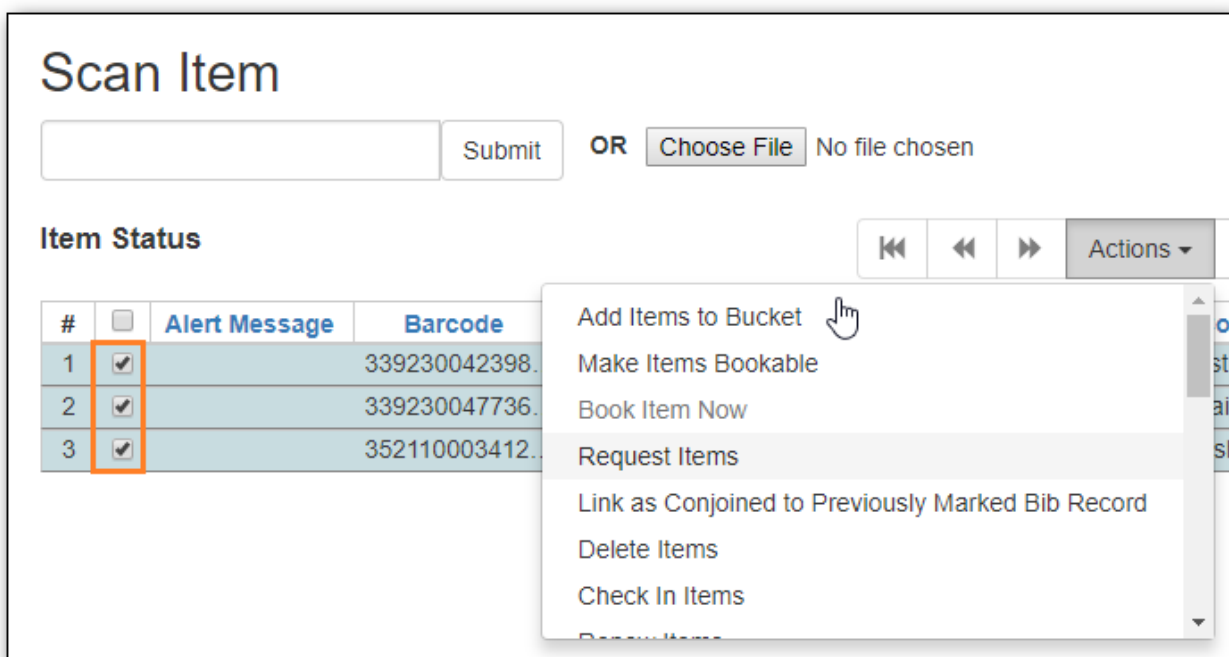 Scan Item
Submit OR Choose File No file chosen
Item Status Actions
# Alert Message Barcode
1 339230042398..
2 339230047736..
3 352110003412..
Add Items to Bucket
Make Items Bookable
Book Item Now
Request Items
Link as Conjoined to Previously Marked Bib Record
Delete Items
Check In Items
Renew Items